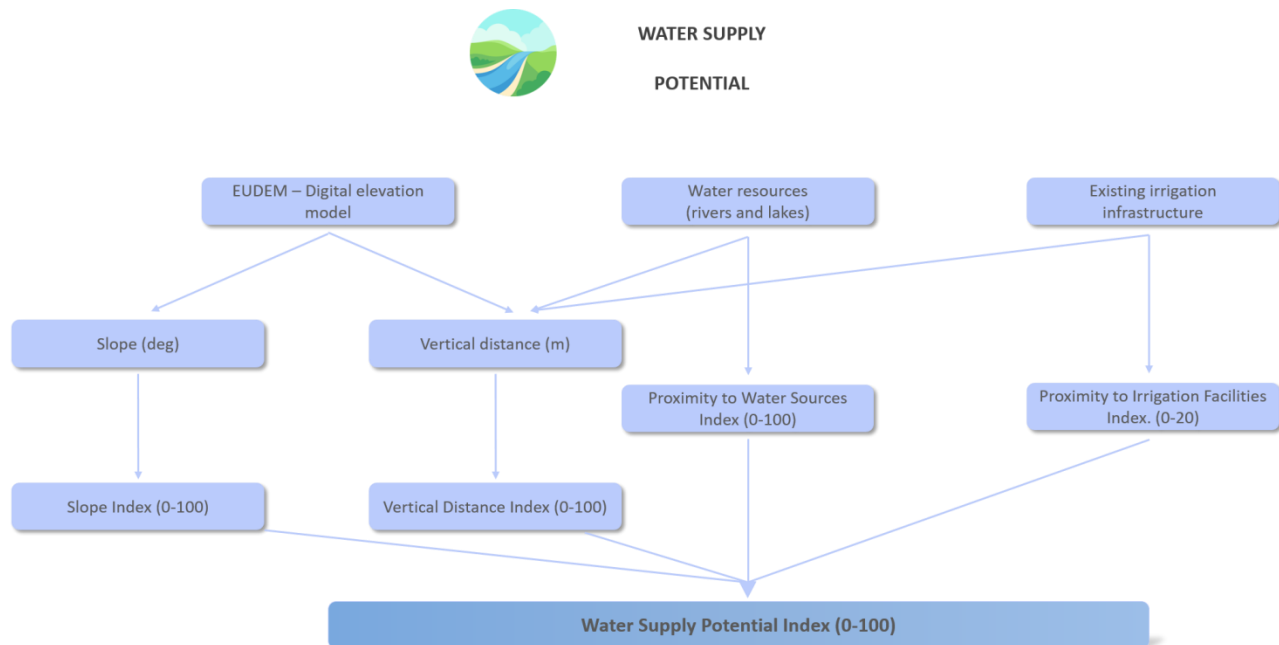 WATER SUPPLY
POTENTIAL
EUDEM – Digital elevation
model
Water resources
(rivers and lakes)
Existing irrigation
infrastructure
Slope (deg)
Vertical distance (m)
Proximity to Water Sources
Index (0-100)
Proximity to Irrigation Facilities
Index. (0-20)
Slope Index (0-100)
Vertical Distance Index (0-100)
Water Supply Potential Index (0-100)